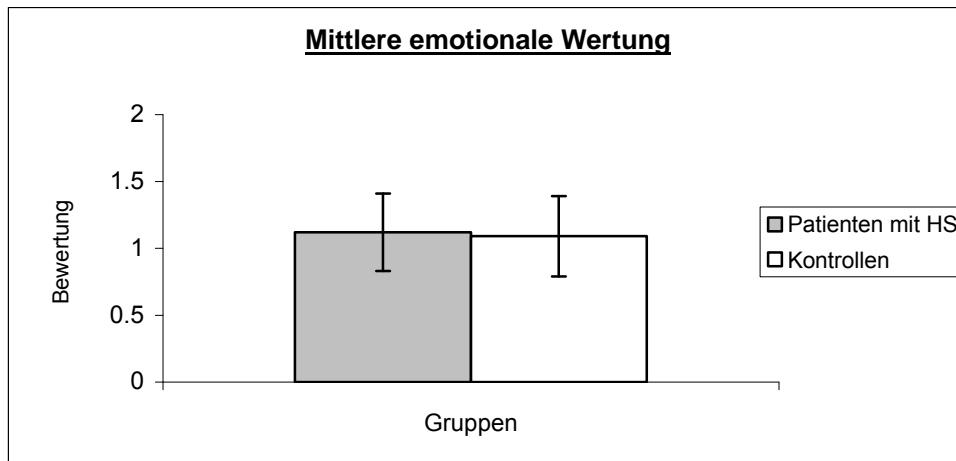 Mittlere emotionale Wertung
2
1.5
1
0.5
0
Bewertung
Gruppen
Patienten mit HS
Kontrollen